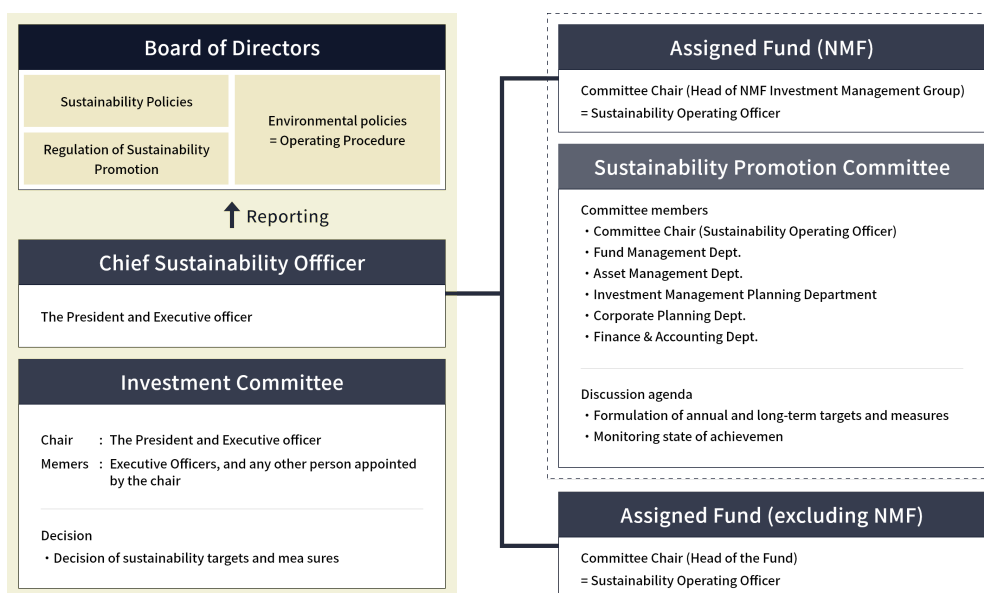 Board of Directors
Sustainability Policies
Regulation of Sustainability
Promotion
Environmental policies
= Operating Procedure
Reporting
Chief Sustainability Offfficer
The President and Executive officer
Investment Committee
Chair : The President and Executive officer
Memers : Executive Officers, and any other person appointed
by the chair
Decision
・Decision of sustainability targets and mea sures
Assigned Fund (NMF)
Committee Chair (Head of NMF Investment Management Group)
= Sustainability Operating Officer
Sustainability Promotion Committee
Committee members
・Committee Chair (Sustainability Operating Officer)
・Fund Management Dept.
・Asset Management Dept.
・Investment Management Planning Department
・Corporate Planning Dept.
・Finance & Accounting Dept.
Discussion agenda
・Formulation of annual and long-term targets and measures
・Monitoring state of achievemen
Assigned Fund (excluding NMF)
Committee Chair (Head of the Fund)
= Sustainability Operating Officer